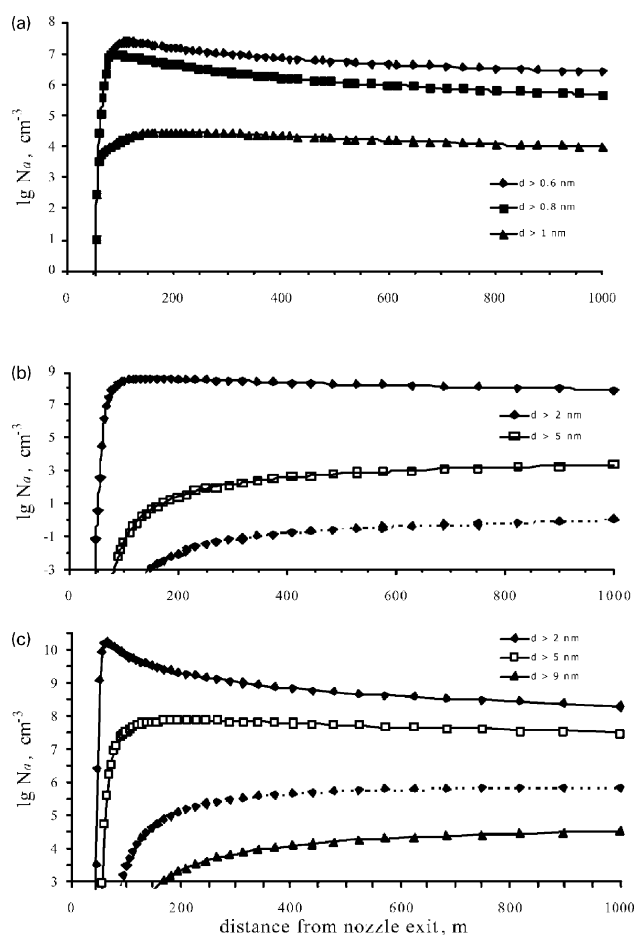 (a)
8
7
6
5
4
3
2
1
0
lg Na, cm-3
d > 0.6 nm
d > 0.8 nm
d > 1 nm
0 200 400 600 800 1000
(b)
9
7
5
3
1
-1
-3
lg Na, cm-3
d > 2 nm
d > 5 nm
0 200 400 600 800 1000
(c)
10
9
8
7
6
5
4
3
lg Na, cm-3
d > 2 nm
d > 5 nm
d > 9 nm
0 200 400 600 800 1000
distance from nozzle exit, m